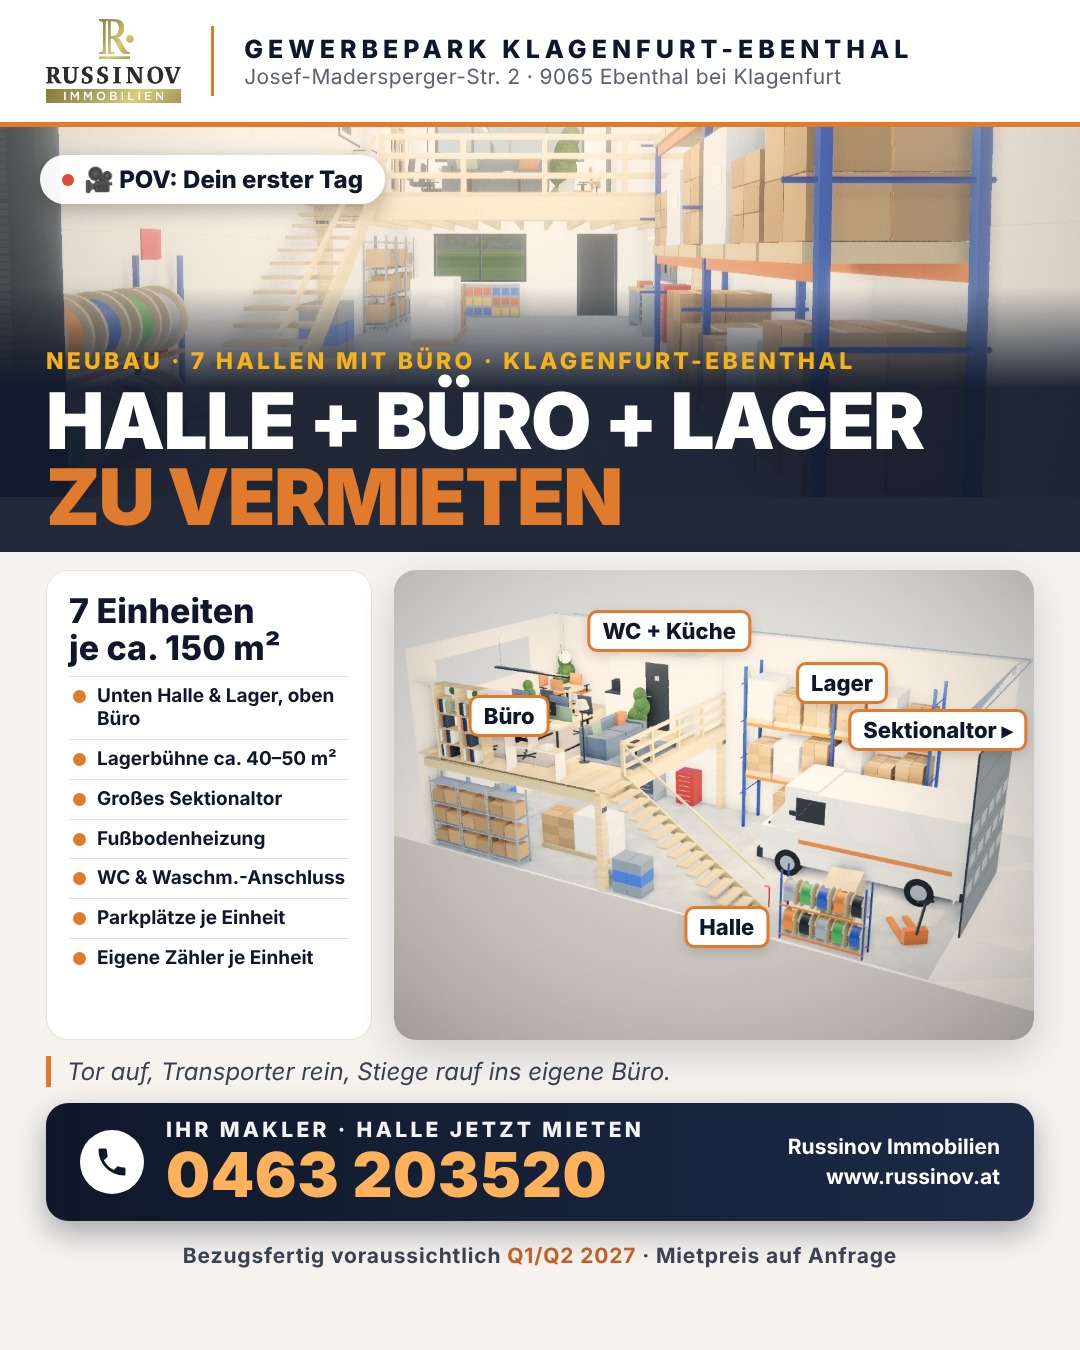 RUSSINOV
IMMOBILIEN
GEWERBEPARK KLAGENFURT-EBENTHAL
Josef-Madersperger-Str. 2 · 9065 Ebenthal bei Klagenfurt
🎥 POV: Dein erster Tag
NEUBAU · 7 HALLEN MIT BÜRO · KLAGENFURT-EBENTHAL
HALLE + BÜRO + LAGER
ZU VERMIETEN
7 Einheiten
je ca. 150 m²
Unten Halle & Lager, oben
Büro
Lagerbühne ca. 40–50 m²
Großes Sektionaltor
Fußbodenheizung
WC & Waschm.-Anschluss
Parkplätze je Einheit
Eigene Zähler je Einheit
WC + Küche
Lager
Büro
Sektionaltor ▸
Halle
Tor auf, Transporter rein, Stiege rauf ins eigene Büro.
IHR MAKLER · HALLE JETZT MIETEN
0463 203520
Russinov Immobilien
www.russinov.at
Bezugsfertig voraussichtlich Q1/Q2 2027 · Mietpreis auf Anfrage